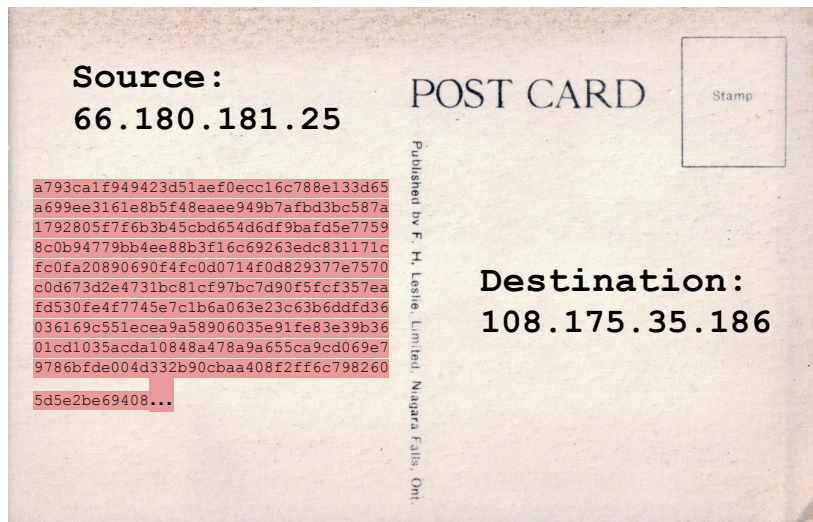 Source:
66.180.181.25
POST CARD
Stamp
Published by F. H. Leslie, Limited, Niagara Falls, Ont.
a793ca1f949423d51aef0ecc16c788e133d65
a699ee3161e8b5f48eaee949b7afbd3bc587a
1792805f7f6b3b45cbd654d6df9bafd5e7759
8c0b94779bb4ee88b3f16c69263edc831171c
fc0fa20890690f4fc0d0714f0d829377e7570
c0d673d2e4731bc81cf97bc7d90f5fcf357ea
fd530fe4f7745e7c1b6a063e23c63b6ddfd36
036169c551ecea9a58906035e91fe83e39b36
01cd1035acda10848a478a9a655ca9cd069e7
9786bfde004d332b90cbaa408f2ff6c798260
5d5e2be69408...
Destination:
108.175.35.186